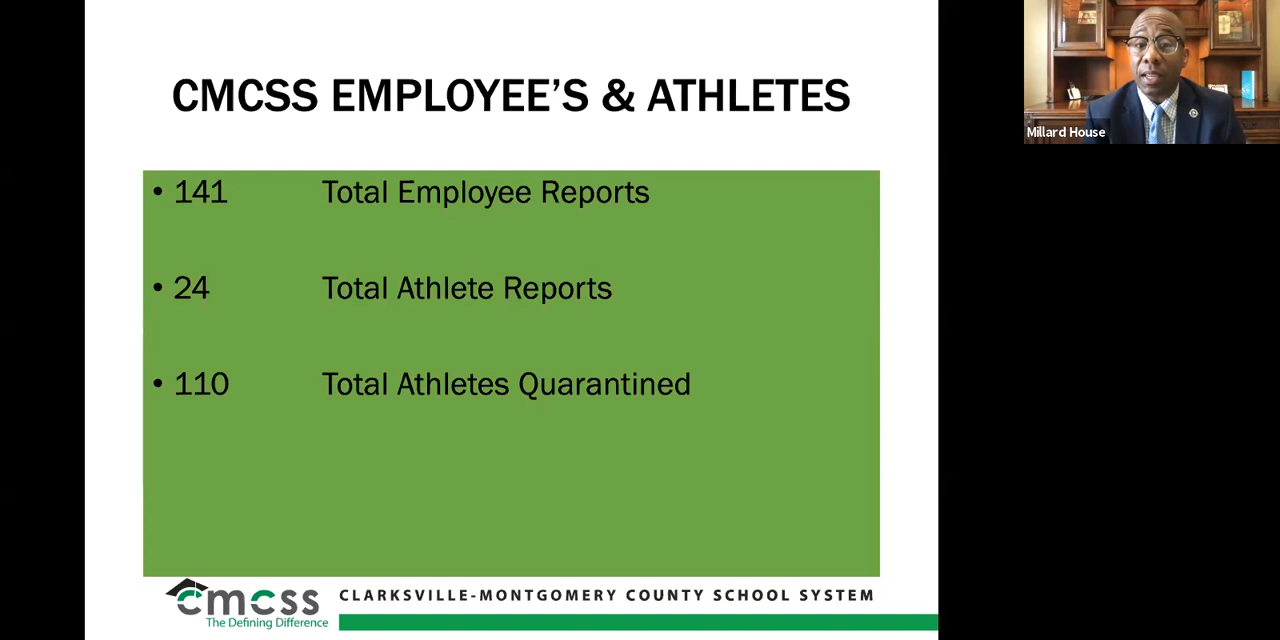 CMCSS EMPLOYEE'S & ATHLETES
• 141 Total Employee Reports
• 24 Total Athlete Reports
• 110 Total Athletes Quarantined
cmcss
The Defining Difference
CLARKSVILLE-MONTGOMERY COUNTY SCHOOL SYSTEM
Millard House